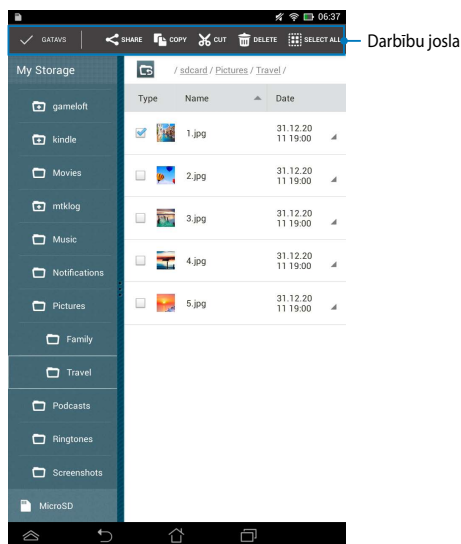 06:37
GATAVS SHARE COPY CUT DELETE SELECT ALL
Darbību josla
My Storage
/ sdcard / Pictures / Travel /
Type Name Date
gameloft
kindle
Movies
mtklog
Music
Notifications
Pictures
Family
Travel
Podcasts
Ringtones
Screenshots
MicroSD
1.jpg 31.12.20
11 19:00
2.jpg 31.12.20
11 19:00
3.jpg 31.12.20
11 19:00
4.jpg 31.12.20
11 19:00
5.jpg 31.12.20
11 19:00